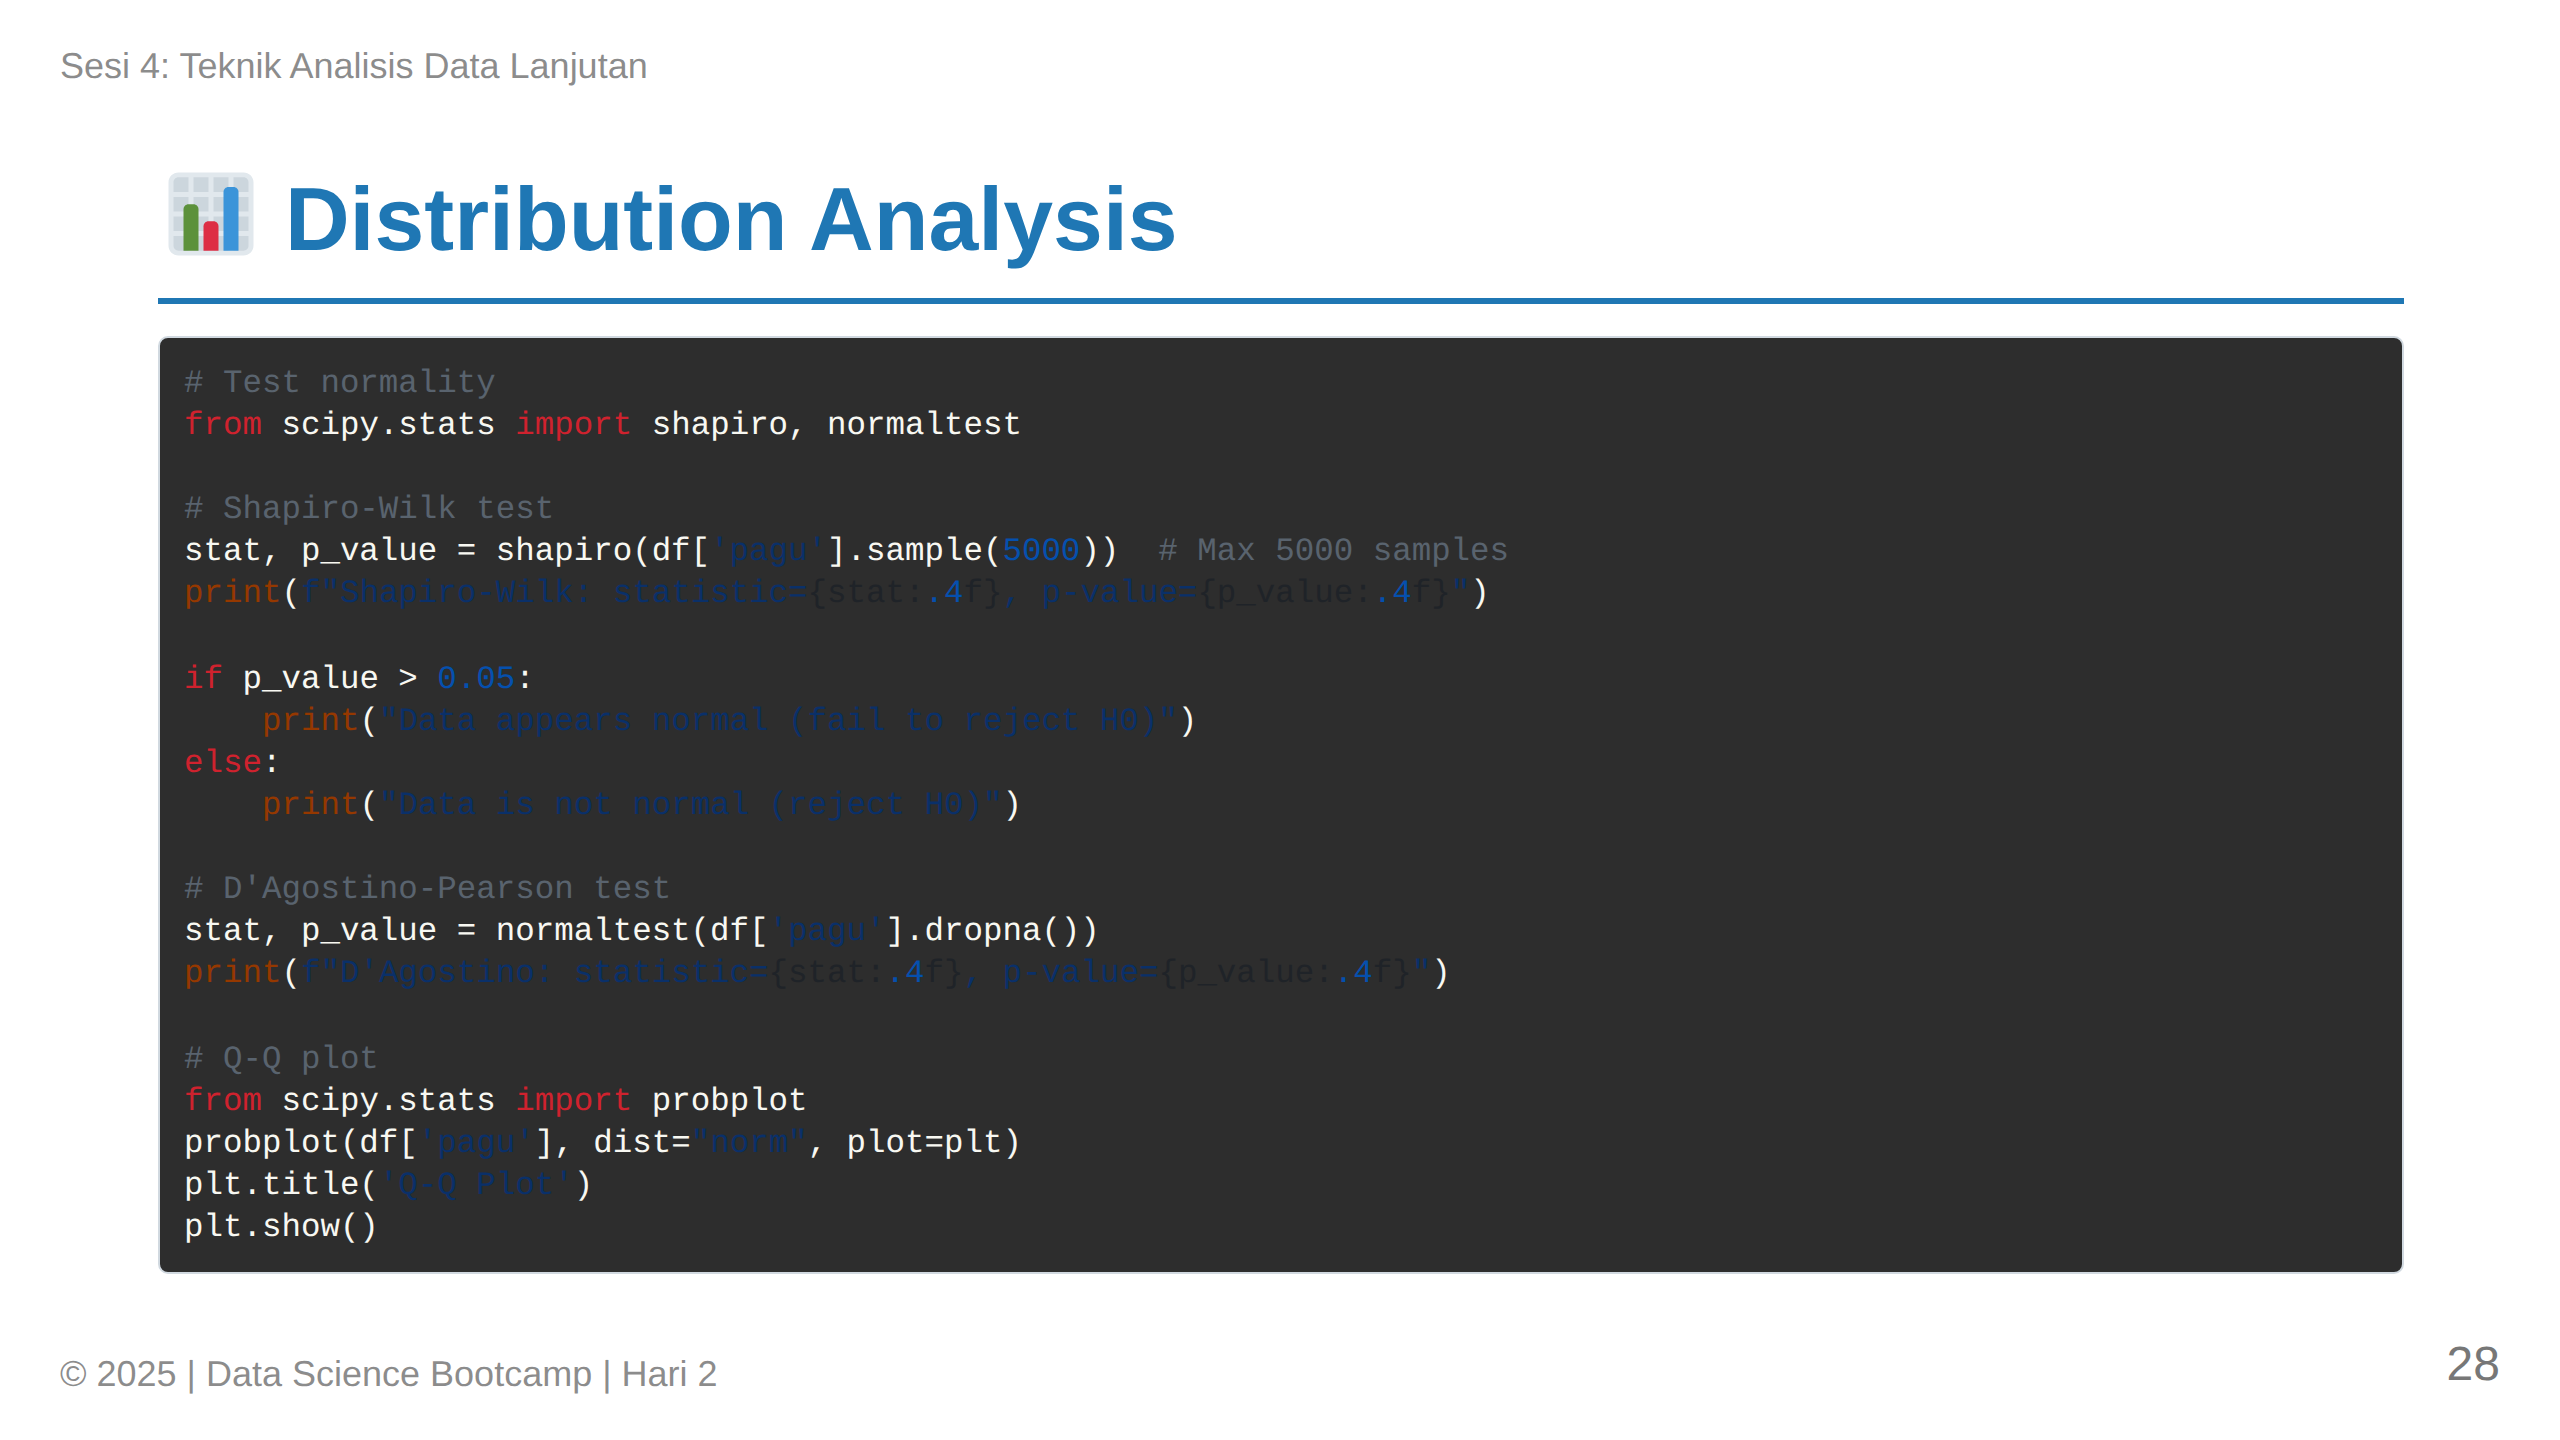 Sesi 4: Teknik Analisis Data Lanjutan
Distribution Analysis
# Test normality
from scipy.stats import shapiro, normaltest
# Shapiro-Wilk test
stat, p_value = shapiro(df['pagu'].sample(5000))  # Max 5000 samples
print(f"Shapiro-Wilk: statistic={stat:.4f}, p-value={p_value:.4f}")
if p_value > 0.05:
    print("Data appears normal (fail to reject H0)")
else:
    print("Data is not normal (reject H0)")
# D'Agostino-Pearson test
stat, p_value = normaltest(df['pagu'].dropna())
print(f"D'Agostino: statistic={stat:.4f}, p-value={p_value:.4f}")
# Q-Q plot
from scipy.stats import probplot
probplot(df['pagu'], dist="norm", plot=plt)
plt.title('Q-Q Plot')
plt.show()
© 2025 | Data Science Bootcamp | Hari 2
28